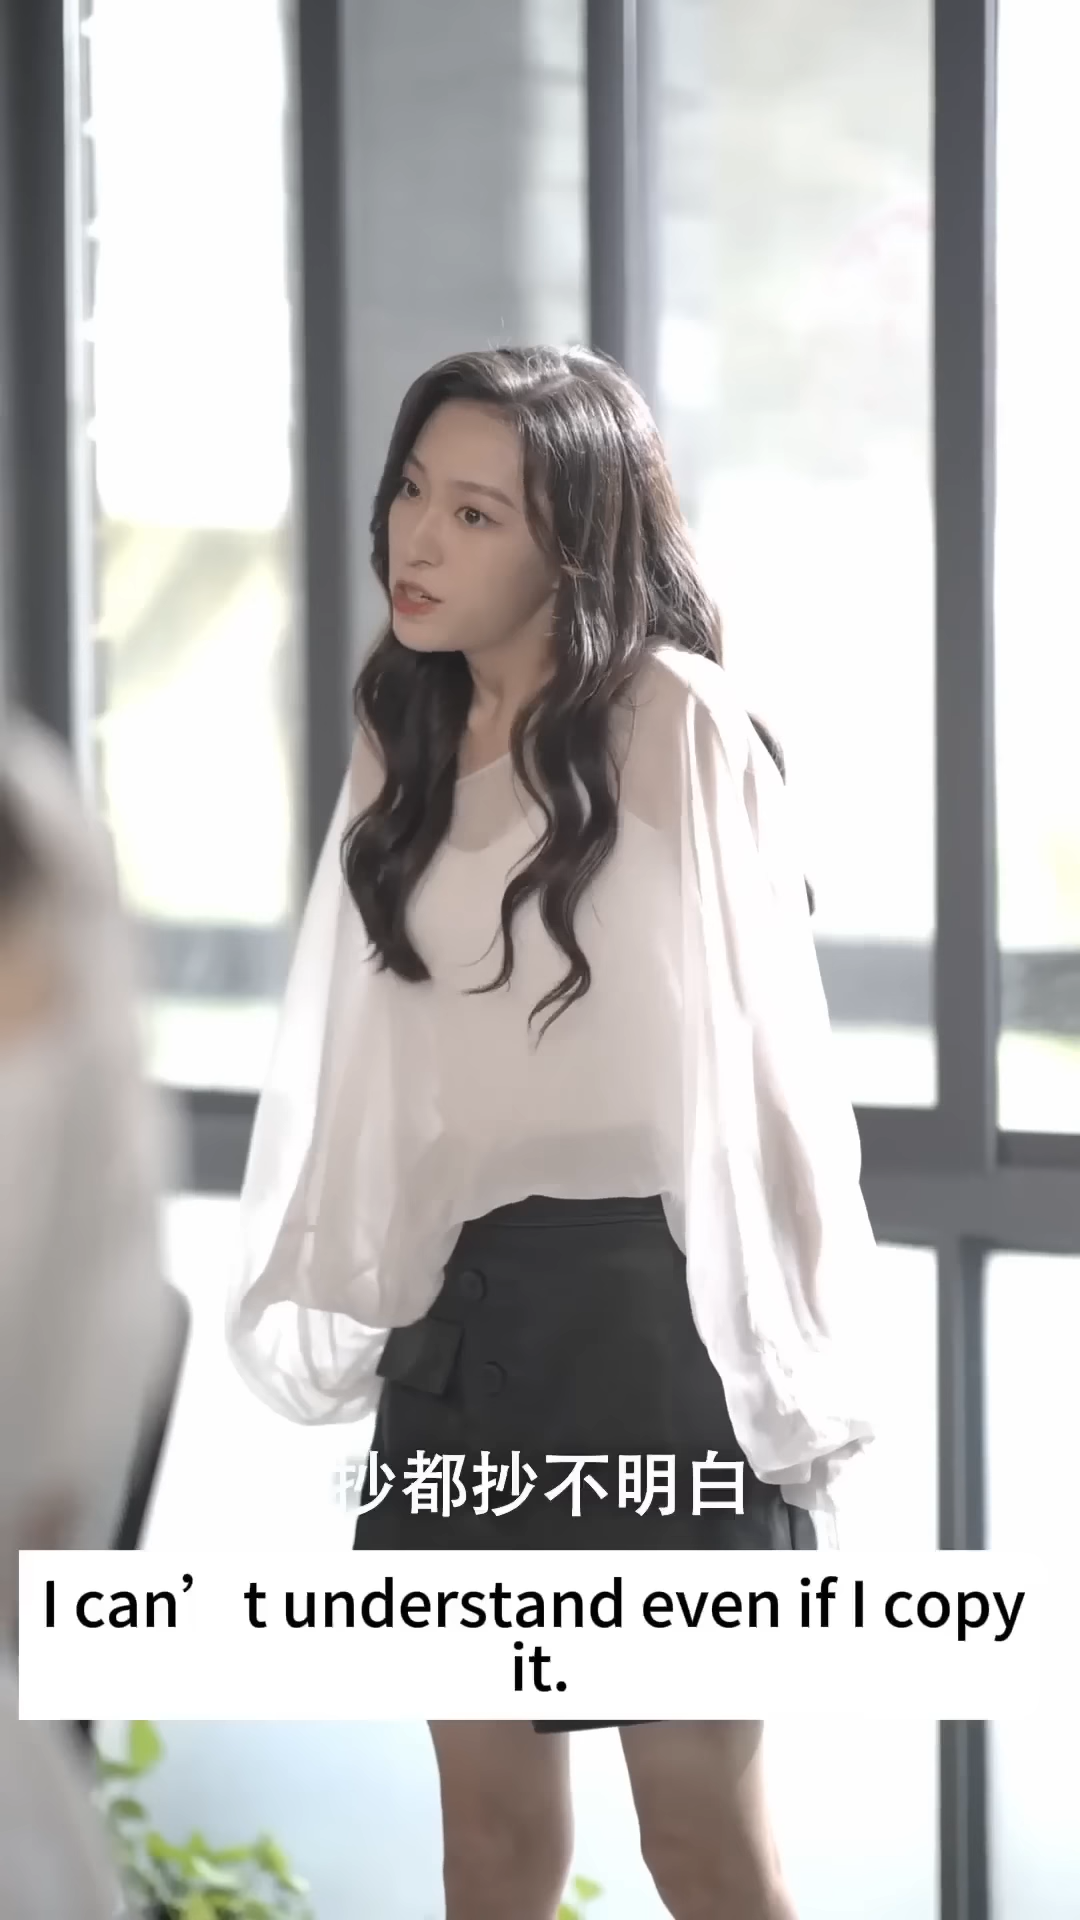 抄都抄不明白
I can’t understand even if I copy
it.